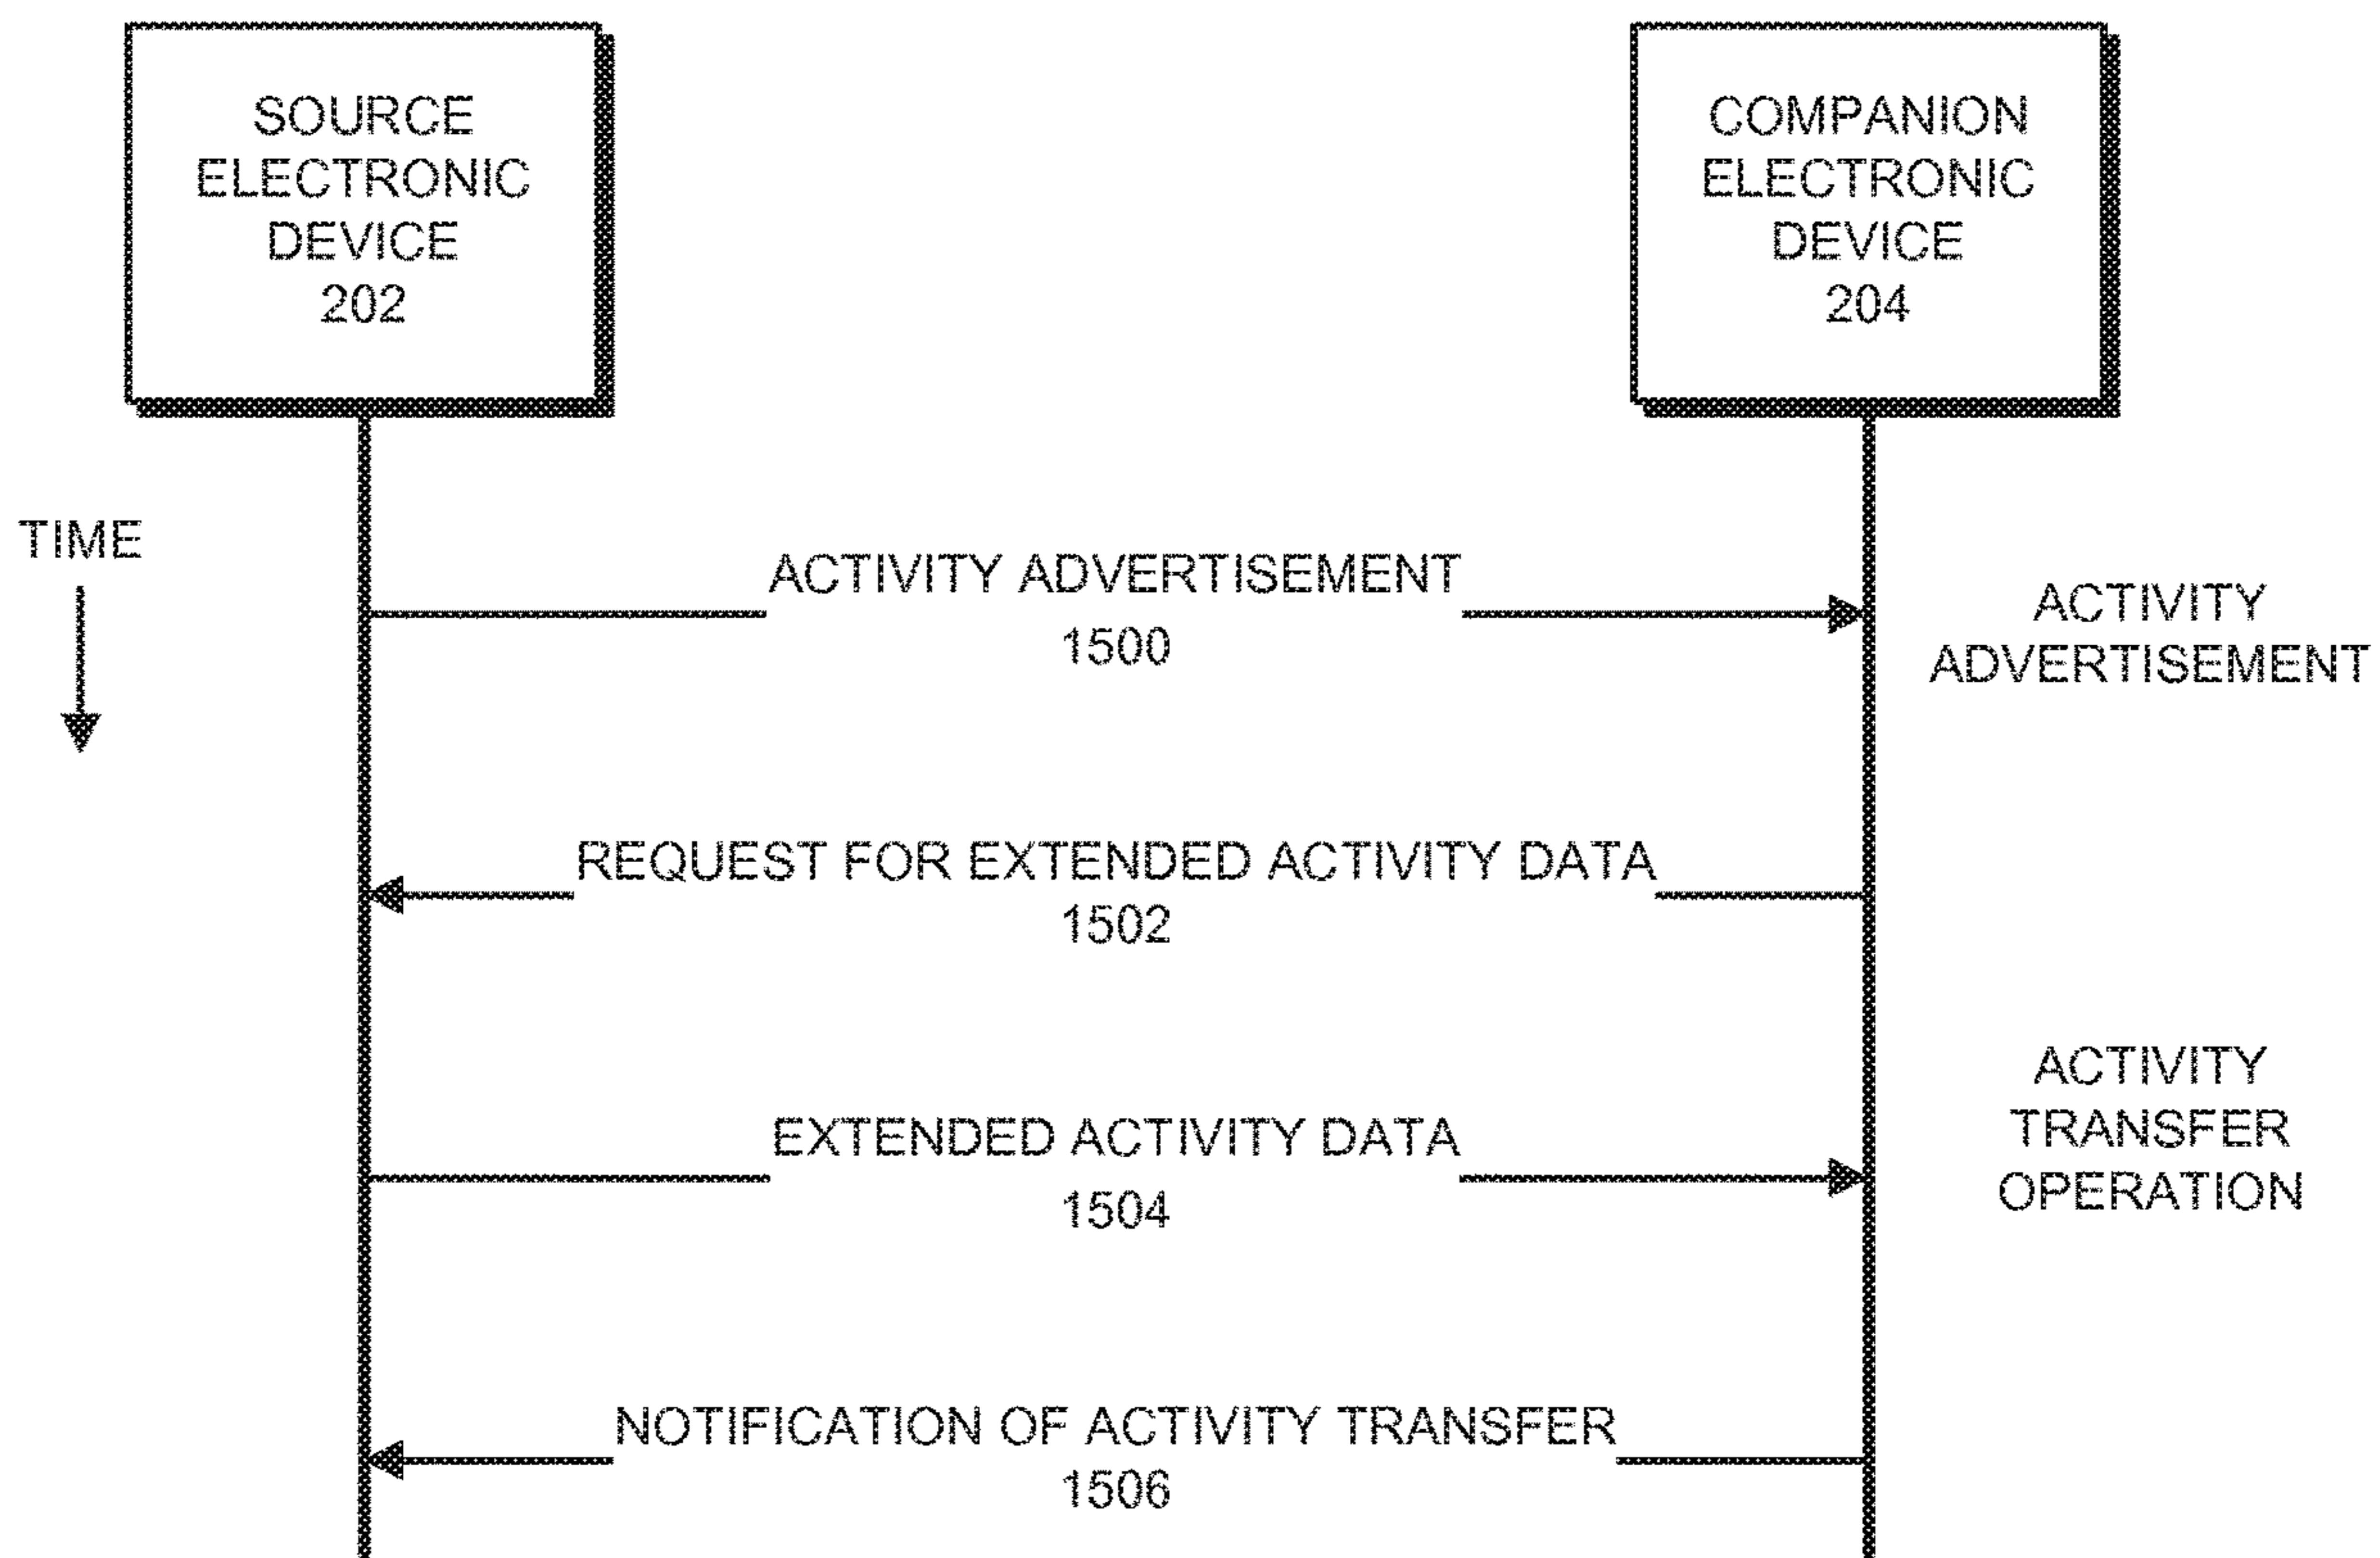 SOURCE
ELECTRONIC
DEVICE
202
COMPANION
ELECTRONIC
DEVICE
204
TIME
ACTIVITY ADVERTISEMENT
1500
ACTIVITY
ADVERTISEMENT
REQUEST FOR EXTENDED ACTIVITY DATA
1502
EXTENDED ACTIVITY DATA
1504
ACTIVITY
TRANSFER
OPERATION
NOTIFICATION OF ACTIVITY TRANSFER
1506